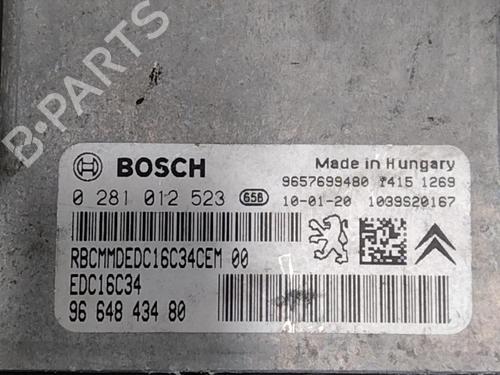 B-PARTS
BOSCH
Made in Hungary
9657699480 T415 1269
0 281 012 523 65B
10-01-20 1039S20167
RBCMMDEDC16C34CEM 00
EDC16C34
96 648 434 80